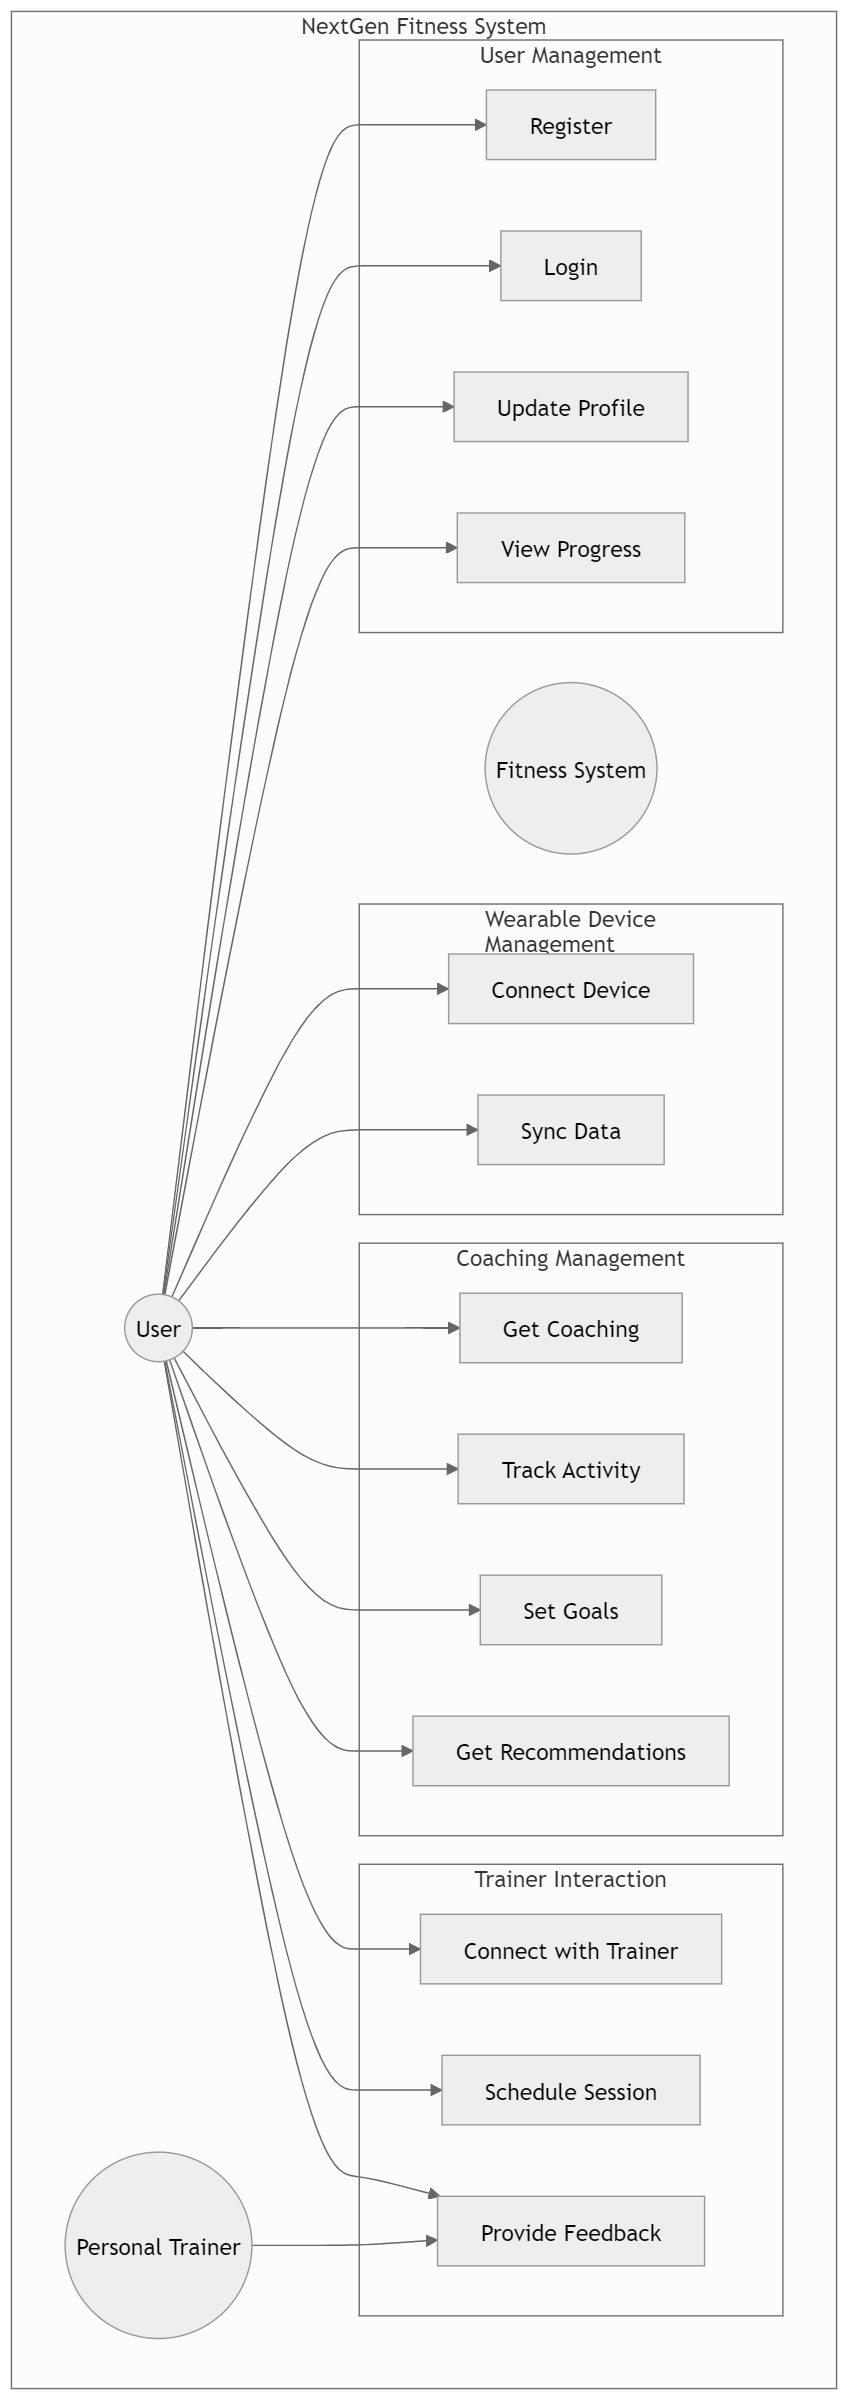 NextGen Fitness System
User Management
Register
Login
Update Profile
View Progress
Fitness System
Wearable Device
Management
Connect Device
Sync Data
Coaching Management
User
Get Coaching
Track Activity
Set Goals
Get Recommendations
Trainer Interaction
Connect with Trainer
Schedule Session
Provide Feedback
Personal Trainer